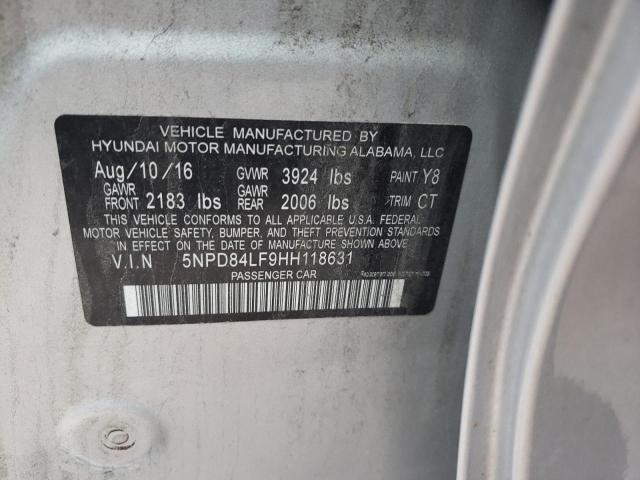 VEHICLE MANUFACTURED BY
HYUNDAI MOTOR MANUFACTURING ALABAMA, LLC
Aug/10/16 GVWR 3924 lbs PAINT Y8
GAWR FRONT 2183 lbs GAWR REAR 2006 lbs TRIM CT
THIS VEHICLE CONFORMS TO ALL APPLICABLE U.S.A. FEDERAL
MOTOR VEHICLE SAFETY, BUMPER, AND THEFT PREVENTION STANDARDS
IN EFFECT ON THE DATE OF MANUFACTURE SHOWN ABOVE
V.I.N 5NPD84LF9HH118631
PASSENGER CAR
Replacement label